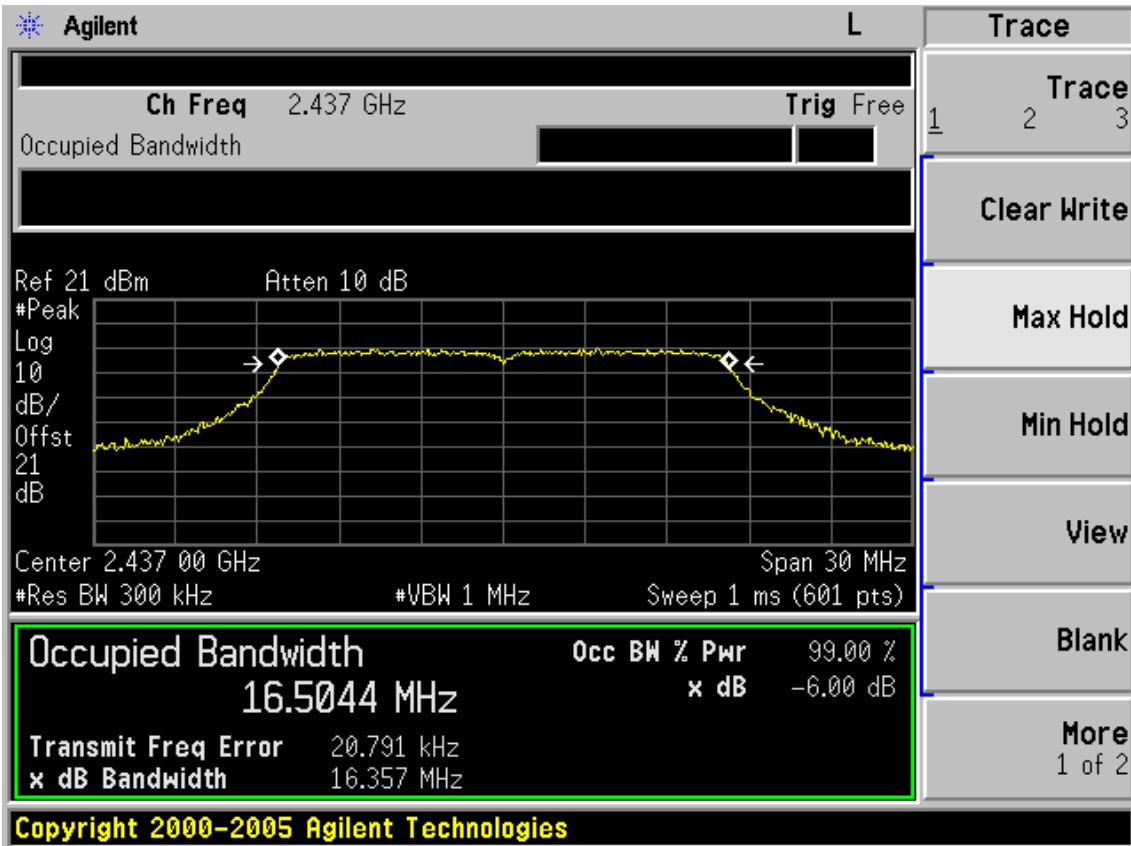 Agilent L Trace
Ch Freq 2.437 GHz Trig Free
Occupied Bandwidth
Ref 21 dBm Atten 10 dB
#Peak
Log
10
dB/
Offst
21
dB
Center 2.437 00 GHz Span 30 MHz
#Res BW 300 kHz #VBW 1 MHz Sweep 1 ms (601 pts)
Occupied Bandwidth Occ BW % Pwr 99.00 %
16.5044 MHz x dB -6.00 dB
Transmit Freq Error 20.791 kHz
x dB Bandwidth 16.357 MHz
Copyright 2000-2005 Agilent Technologies
Trace
1 2 3
Clear Write
Max Hold
Min Hold
View
Blank
More
1 of 2